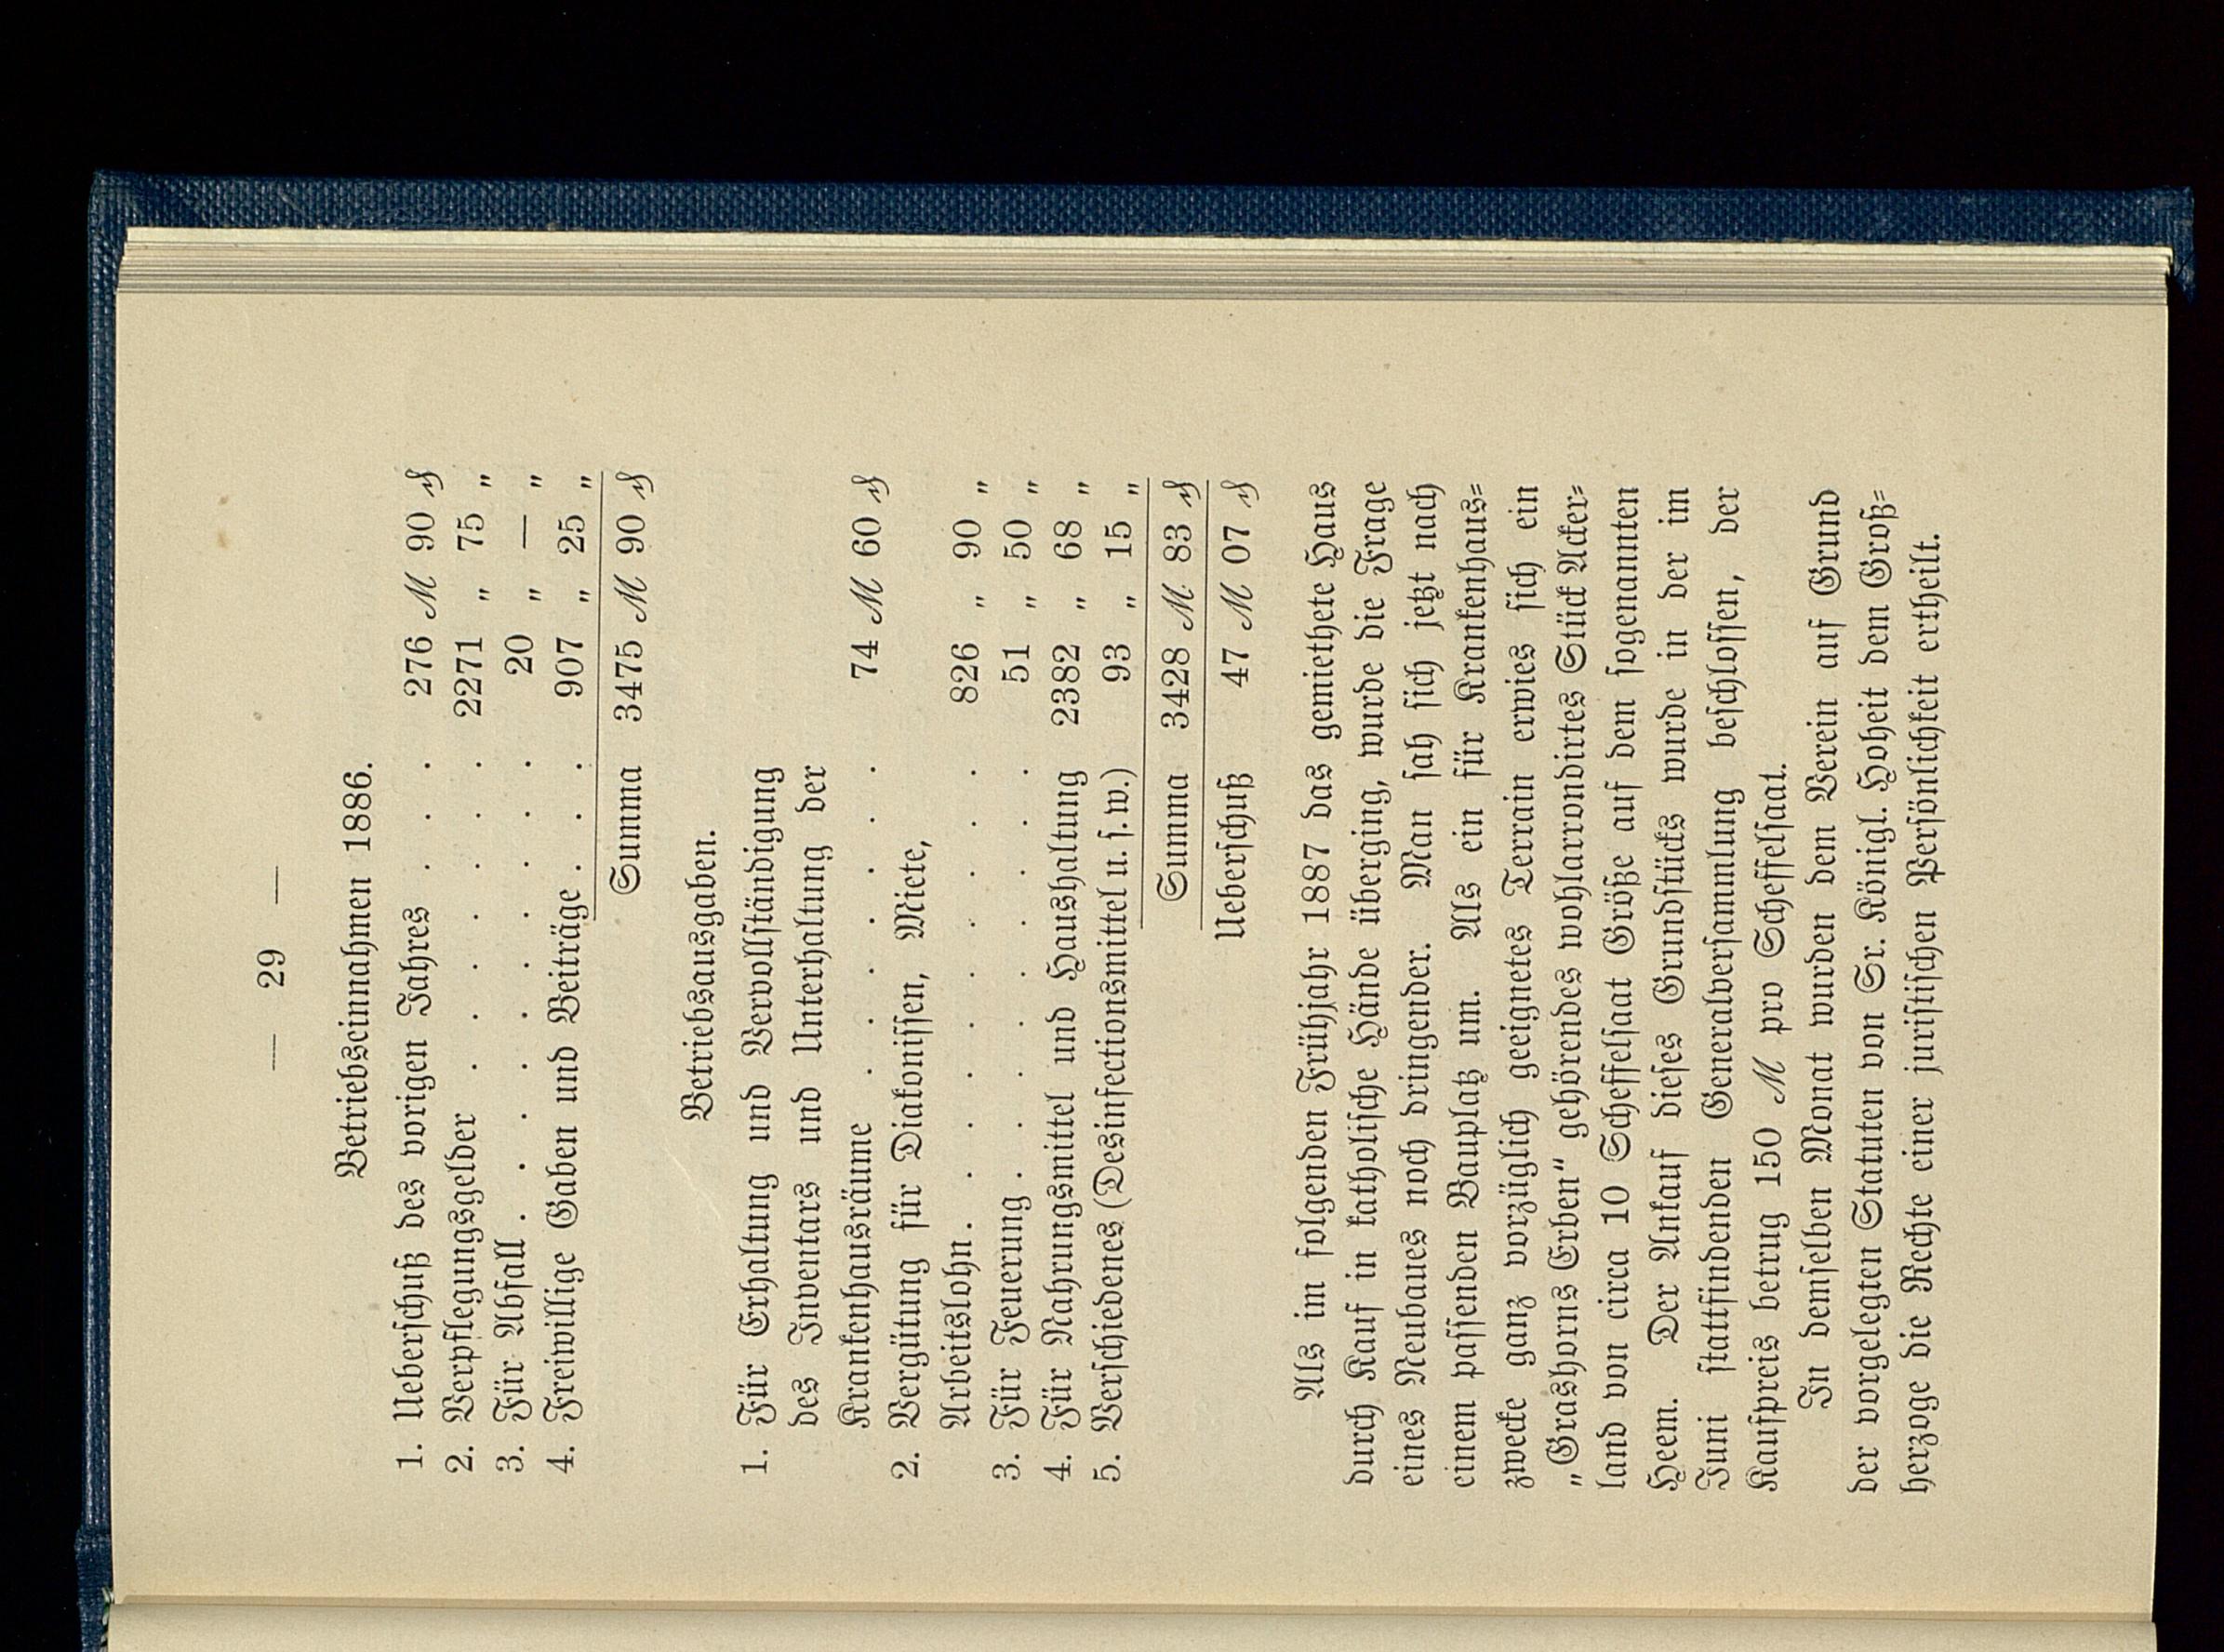 — 29 —
Betriebseinnahmen 1886.
1. Ueberschuß des vorigen Jahres . . . 276 ℳ 90 ₰
2. Verpflegungsgelder . . . . . . . 2271 „ 75 „
3. Für Abfall . . . . . . . . . . 20 „ — „
4. Freiwillige Gaben und Beiträge . . . 907 „ 25 „
Summa 3475 ℳ 90 ₰
Betriebsausgaben.
1. Für Erhaltung und Vervollständigung
des Inventars und Unterhaltung der
Krankenhausräume . . . . . . . 74 ℳ 60 ₰
2. Vergütung für Diakonissen, Miete,
Arbeitslohn . . . . . . . . . . 826 „ 90 „
3. Für Feuerung . . . . . . . . . 51 „ 50 „
4. Für Nahrungsmittel und Haushaltung 2382 „ 68 „
5. Verschiedenes (Desinfectionsmittel u. s. w.) 93 „ 15 „
Summa 3428 ℳ 83 ₰
Ueberschuß 47 ℳ 07 ₰
Als im folgenden Frühjahr 1887 das gemiethete Haus
durch Kauf in katholische Hände überging, wurde die Frage
eines Neubaues noch dringender. Man sah sich jetzt nach
einem passenden Bauplatz um. Als ein für Krankenhaus-
zwecke ganz vorzüglich geeignetes Terrain erwies sich ein
„Grashorns Erben“ gehörendes wohlarrondirtes Stück Acker-
land von circa 10 Scheffelsaat Größe auf dem sogenannten
Heem. Der Ankauf dieses Grundstücks wurde in der im
Juni stattfindenden Generalversammlung beschlossen, der
Kaufpreis betrug 150 ℳ pro Scheffelsaat.
In demselben Monat wurden dem Verein auf Grund
der vorgelegten Statuten von Sr. Königl. Hoheit dem Groß-
herzoge die Rechte einer juristischen Persönlichkeit ertheilt.